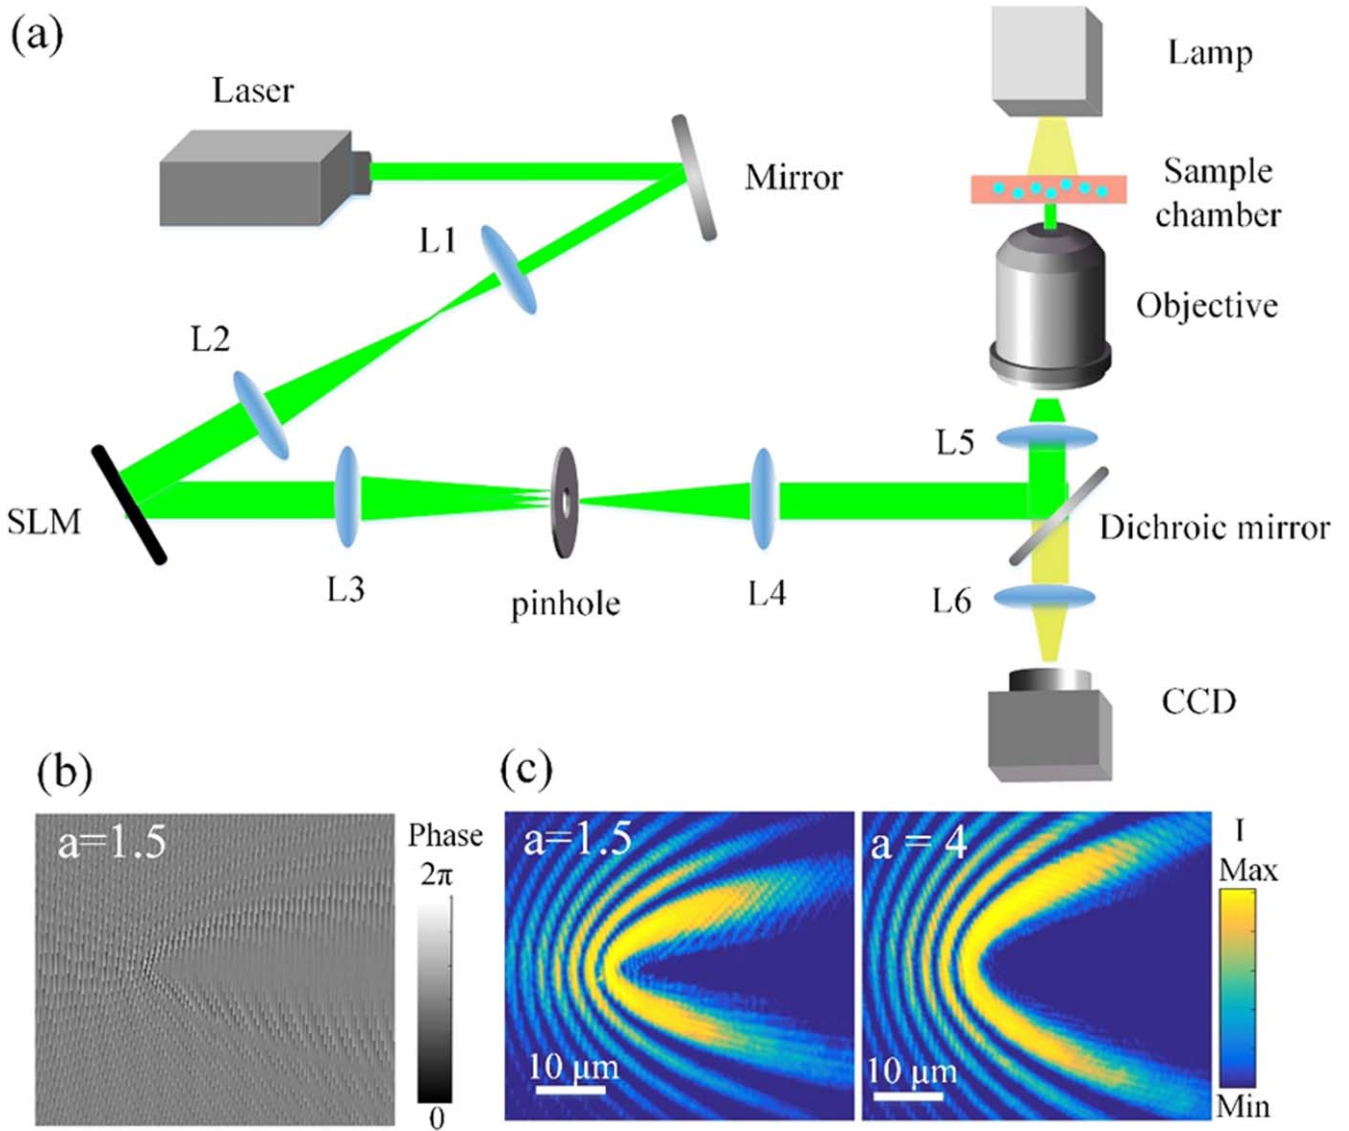 (a)
Laser
Mirror
L1
L2
SLM
L3
pinhole
L4
Lamp
Sample
chamber
Objective
L5
Dichroic mirror
L6
CCD
(b)
a=1.5
Phase
2π
0
(c)
a=1.5
10 μm
a = 4
10 μm
I
Max
Min